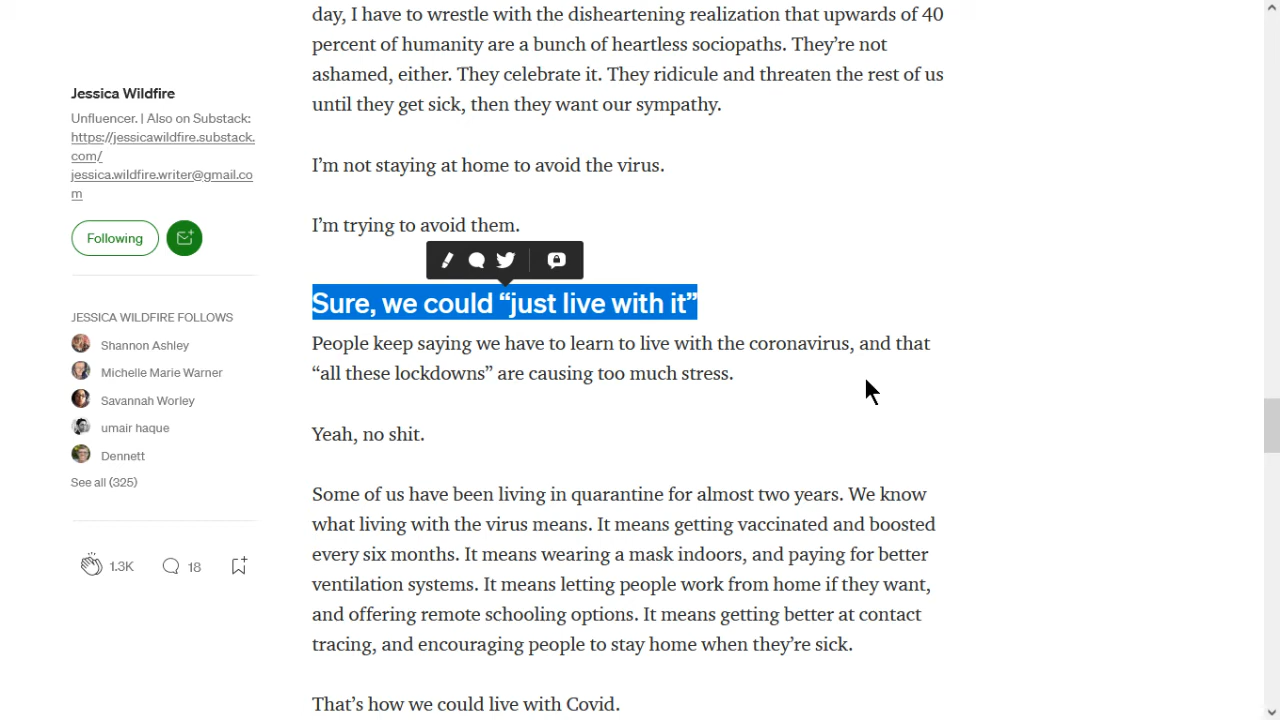 day, I have to wrestle with the disheartening realization that upwards of 40
percent of humanity are a bunch of heartless sociopaths. They’re not
ashamed, either. They celebrate it. They ridicule and threaten the rest of us
until they get sick, then they want our sympathy.
I’m not staying at home to avoid the virus.
I’m trying to avoid them.
Sure, we could “just live with it”
People keep saying we have to learn to live with the coronavirus, and that
“all these lockdowns” are causing too much stress.
Yeah, no shit.
Some of us have been living in quarantine for almost two years. We know
what living with the virus means. It means getting vaccinated and boosted
every six months. It means wearing a mask indoors, and paying for better
ventilation systems. It means letting people work from home if they want,
and offering remote schooling options. It means getting better at contact
tracing, and encouraging people to stay home when they’re sick.
That’s how we could live with Covid.
Jessica Wildfire
Unfluencer. | Also on Substack:
https://jessicawildfire.substack.
com/
jessica.wildfire.writer@gmail.co
m
Following
JESSICA WILDFIRE FOLLOWS
Shannon Ashley
Michelle Marie Warner
Savannah Worley
umair haque
Dennett
See all (325)
1.3K
18